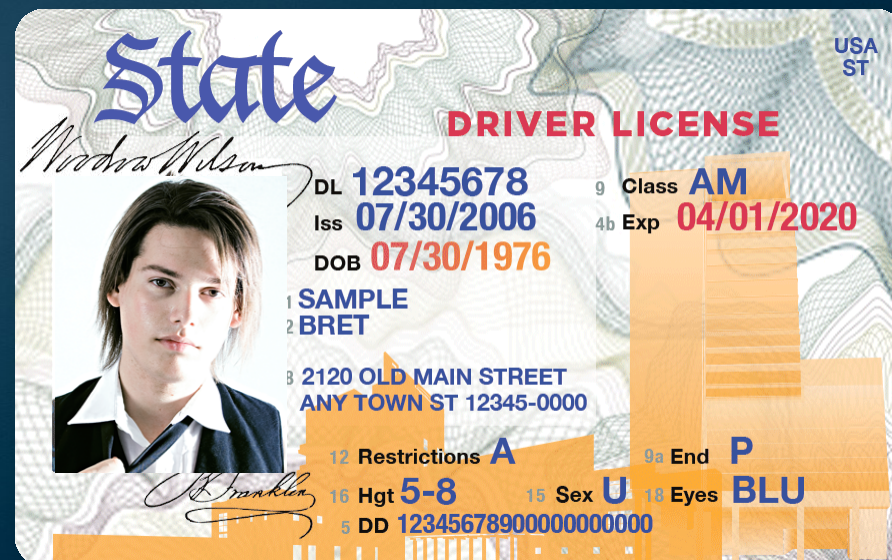 State
USA
ST
DRIVER LICENSE
Woodrow Wilson
DL 12345678
9 Class AM
Iss 07/30/2006
4b Exp 04/01/2020
DOB 07/30/1976
1 SAMPLE
2 BRET
8 2120 OLD MAIN STREET
ANY TOWN ST 12345-0000
12 Restrictions A
9a End P
B Franklin
16 Hgt 5-8
15 Sex U
18 Eyes BLU
5 DD 12345678900000000000